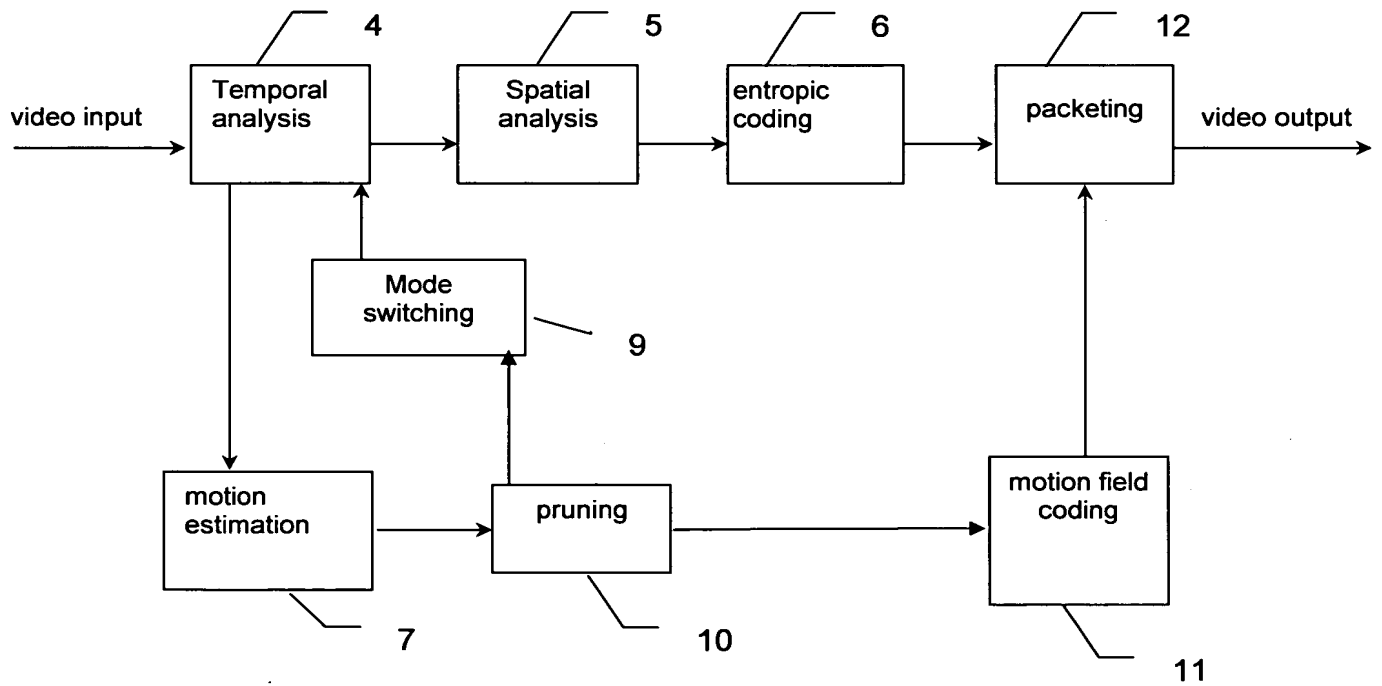 4
5
6
12
video input
Temporal
analysis
Spatial
analysis
entropic
coding
packeting
video output
Mode
switching
9
motion
estimation
pruning
motion field
coding
7
10
11